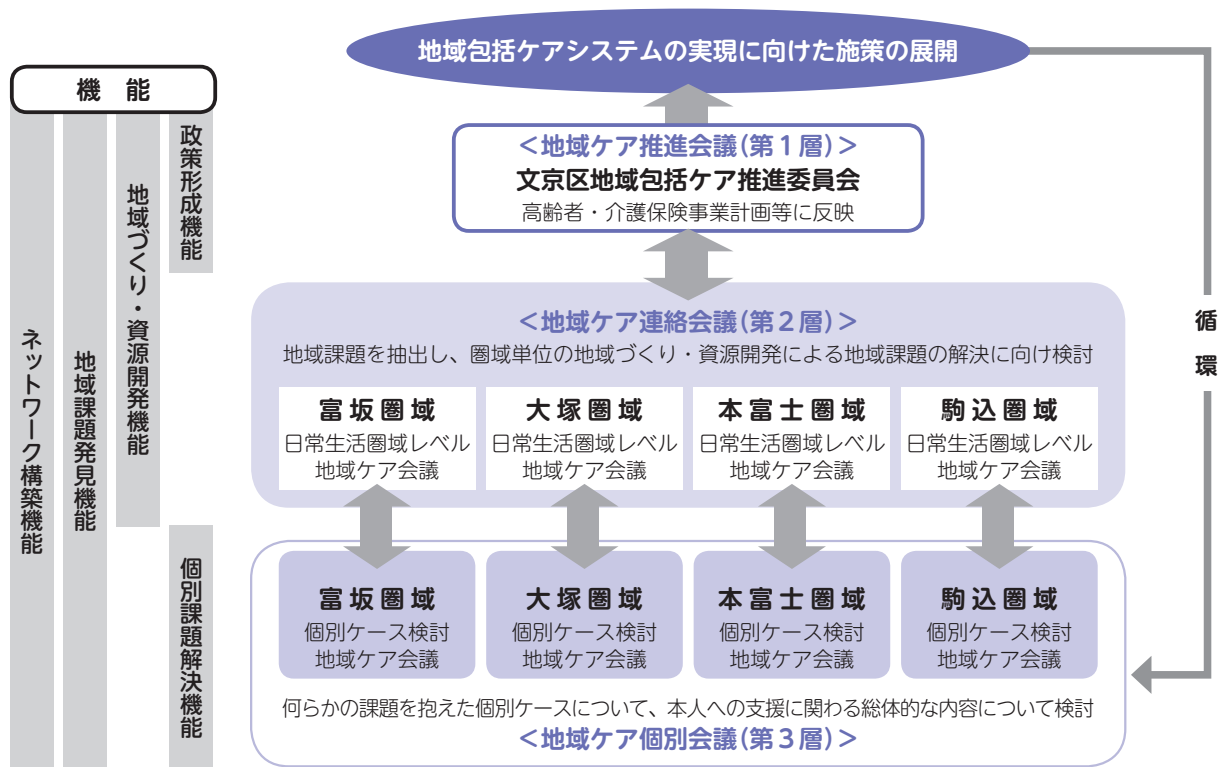 地域包括ケアシステムの実現に向けた施策の展開
機 能
ネットワーク構築機能
地域課題発見機能
地域づくり・資源開発機能
政策形成機能
個別課題解決機能
＜地域ケア推進会議(第１層)＞
文京区地域包括ケア推進委員会
高齢者・介護保険事業計画等に反映
＜地域ケア連絡会議(第２層)＞
地域課題を抽出し、圏域単位の地域づくり・資源開発による地域課題の解決に向け検討
富坂圏域
日常生活圏域レベル
地域ケア会議
大塚圏域
日常生活圏域レベル
地域ケア会議
本富士圏域
日常生活圏域レベル
地域ケア会議
駒込圏域
日常生活圏域レベル
地域ケア会議
富坂圏域
個別ケース検討
地域ケア会議
大塚圏域
個別ケース検討
地域ケア会議
本富士圏域
個別ケース検討
地域ケア会議
駒込圏域
個別ケース検討
地域ケア会議
何らかの課題を抱えた個別ケースについて、本人への支援に関わる総体的な内容について検討
＜地域ケア個別会議(第３層)＞
循環